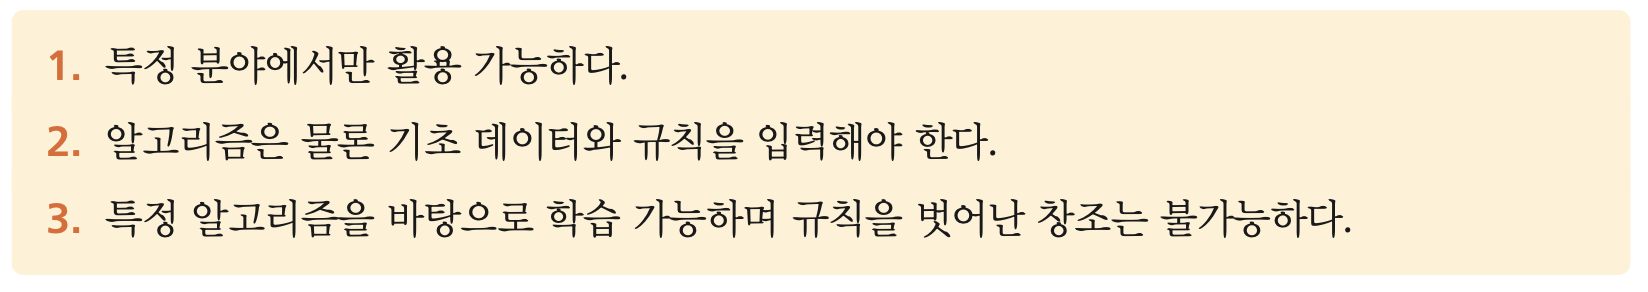 1. 특정 분야에서만 활용 가능하다.
2. 알고리즘은 물론 기초 데이터와 규칙을 입력해야 한다.
3. 특정 알고리즘을 바탕으로 학습 가능하며 규칙을 벗어난 창조는 불가능하다.